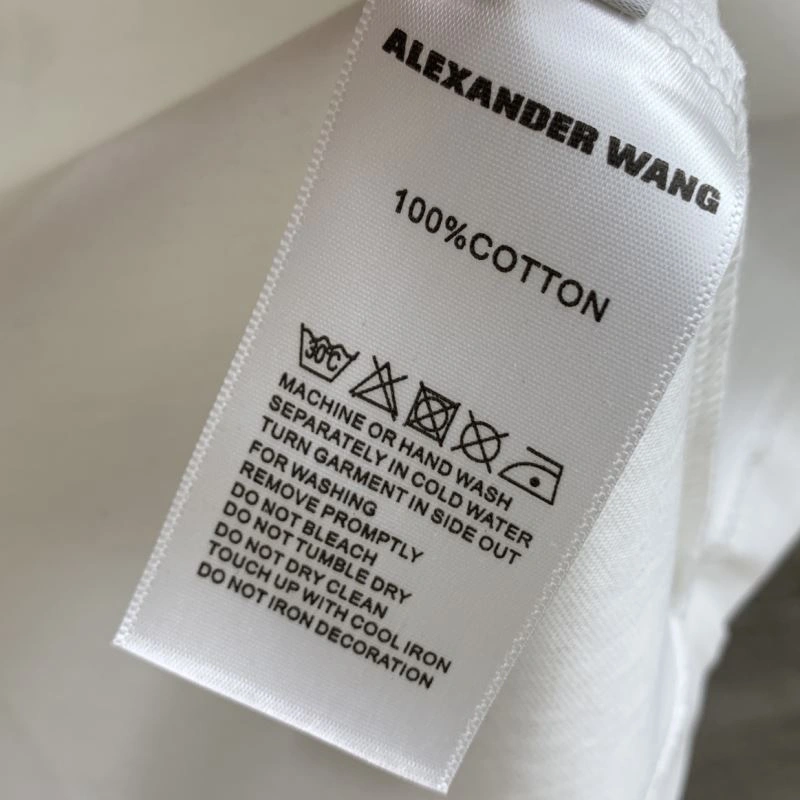 ALEXANDER WANG
100%COTTON
30°C
MACHINE OR HAND WASH
SEPARATELY IN COLD WATER
TURN GARMENT IN SIDE OUT
FOR WASHING
REMOVE PROMPTLY
DO NOT BLEACH
DO NOT TUMBLE DRY
DO NOT DRY CLEAN
TOUCH UP WITH COOL IRON
DO NOT IRON DECORATION